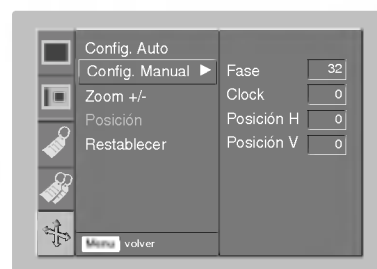 Config. Auto
Config. Manual ▶
Zoom +/-
Posición
Restablecer
Fase 32
Clock 0
Posición H 0
Posición V 0
Menu volver